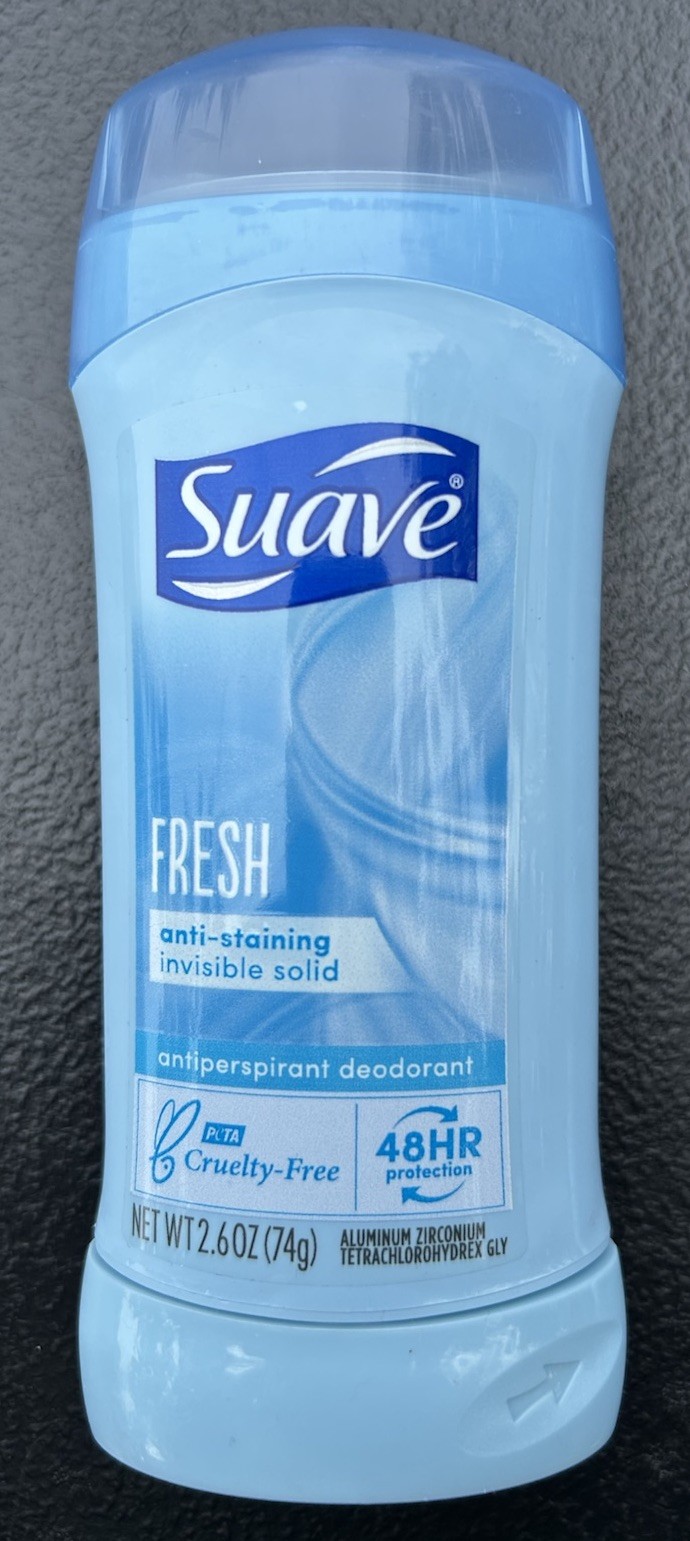 Suave®
FRESH
anti-staining
invisible solid
antiperspirant deodorant
PETA
Cruelty-Free
48HR
protection
NET WT 2.6 OZ (74g)
ALUMINUM ZIRCONIUM
TETRACHLOROHYDREX GLY